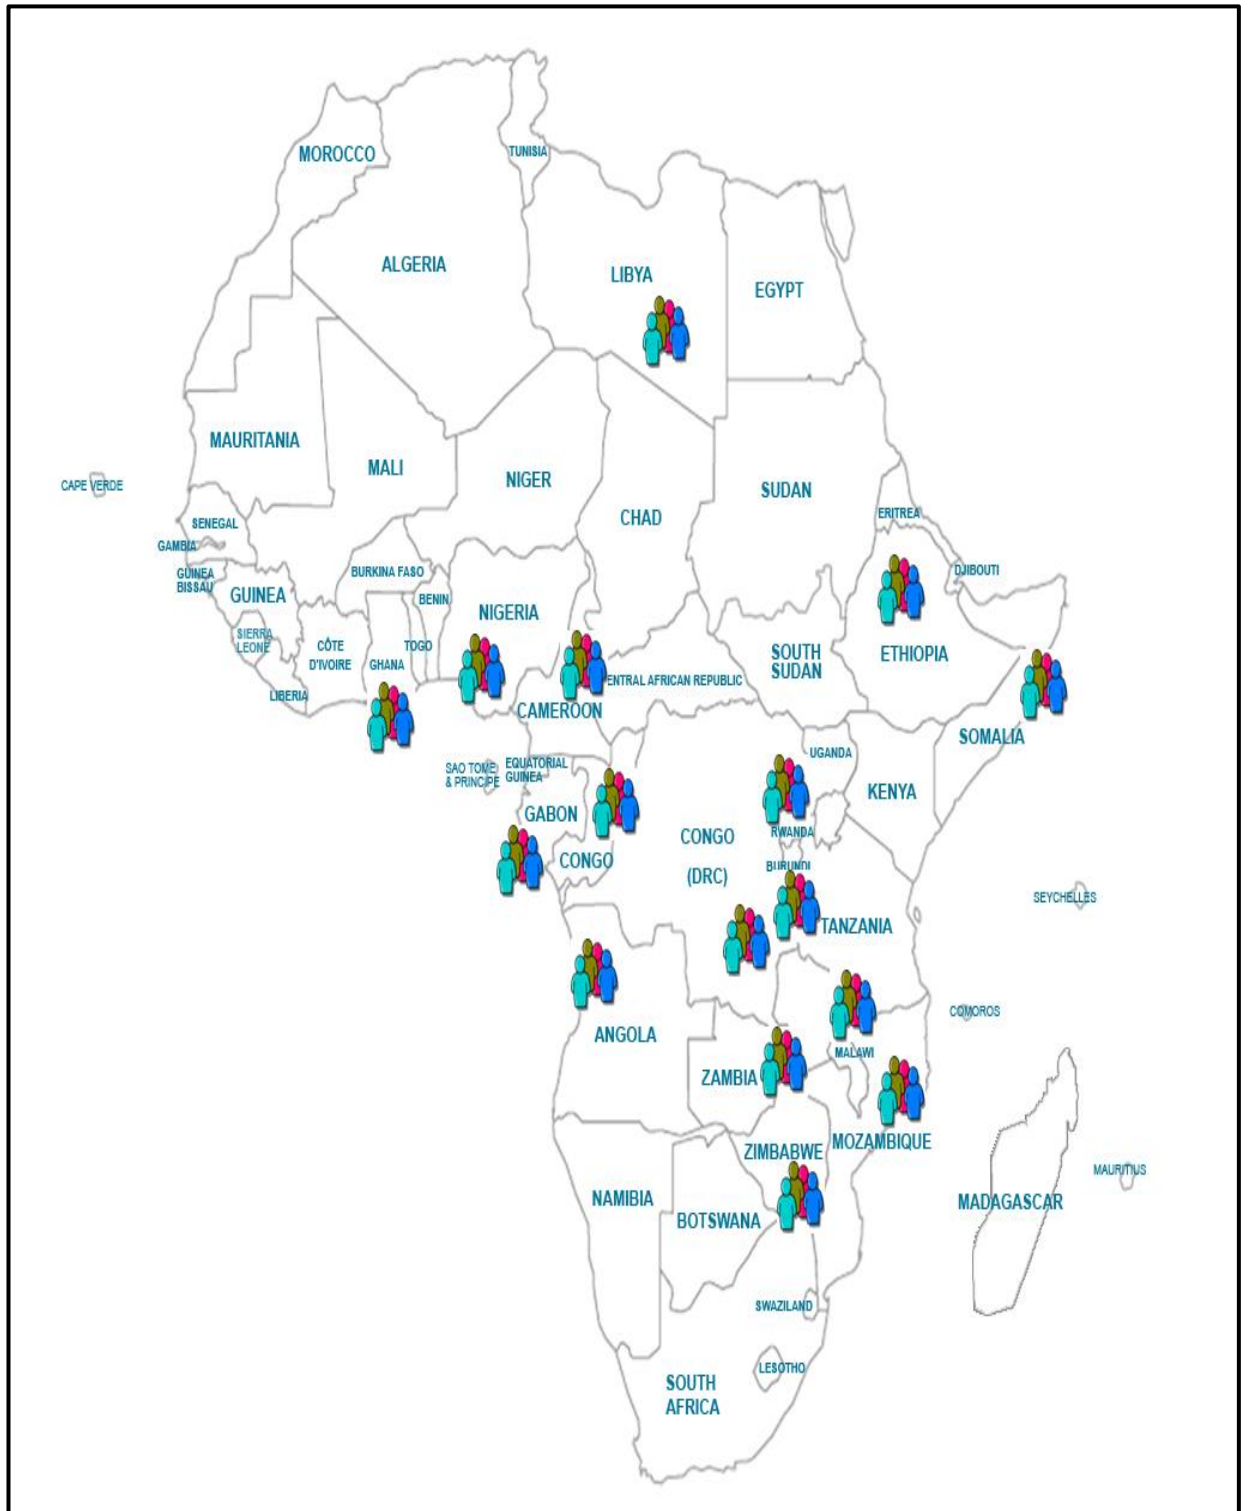 MOROCCO
TUNISIA
ALGERIA
LIBYA
EGYPT
MAURITANIA
MALI
NIGER
CHAD
SUDAN
CAPE VERDE
SENEGAL
ERITREA
GAMBIA
DJIBOUTI
GUINEA
BISSAU
GUINEA
BURKINA FASO
BENIN
NIGERIA
SIERRA
LEONE
CÔTE
D'IVOIRE
GHANA
TOGO
SOUTH
SUDAN
ETHIOPIA
LIBERIA
ENTRAL AFRICAN REPUBLIC
CAMEROON
SOMALIA
SAO TOME
& PRINCIPE
EQUATORIAL
GUINEA
UGANDA
KENYA
GABON
CONGO
(DRC)
RWANDA
CONGO
BURUNDI
SEYCHELLES
TANZANIA
COMOROS
ANGOLA
MALAWI
ZAMBIA
MOZAMBIQUE
ZIMBABWE
MAURITIUS
NAMIBIA
BOTSWANA
MADAGASCAR
SWAZILAND
LESOTHO
SOUTH
AFRICA